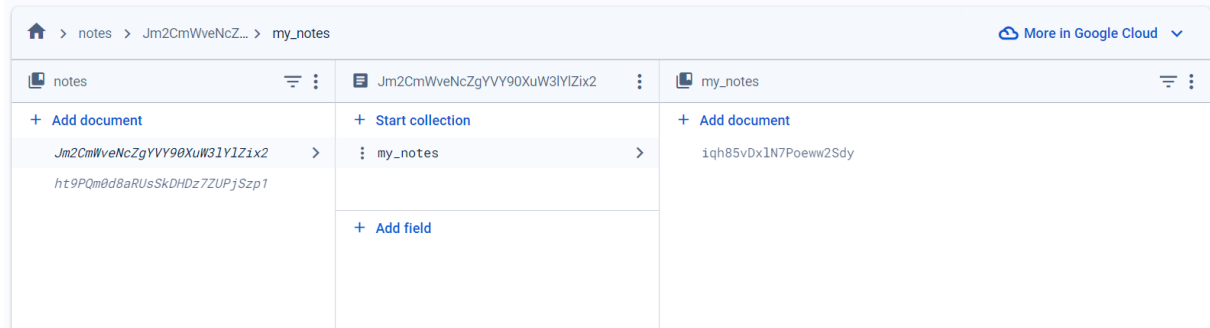 notes > Jm2CmWveNcZ... > my_notes More in Google Cloud
notes
+ Add document
Jm2CmWveNcZgYVY90XuW3lYlZix2
ht9PQm0d8aRUsSkDHDz7ZUPjSzp1
Jm2CmWveNcZgYVY90XuW3lYlZix2
+ Start collection
my_notes
+ Add field
my_notes
+ Add document
iqh85vDxlN7Poeww2Sdy